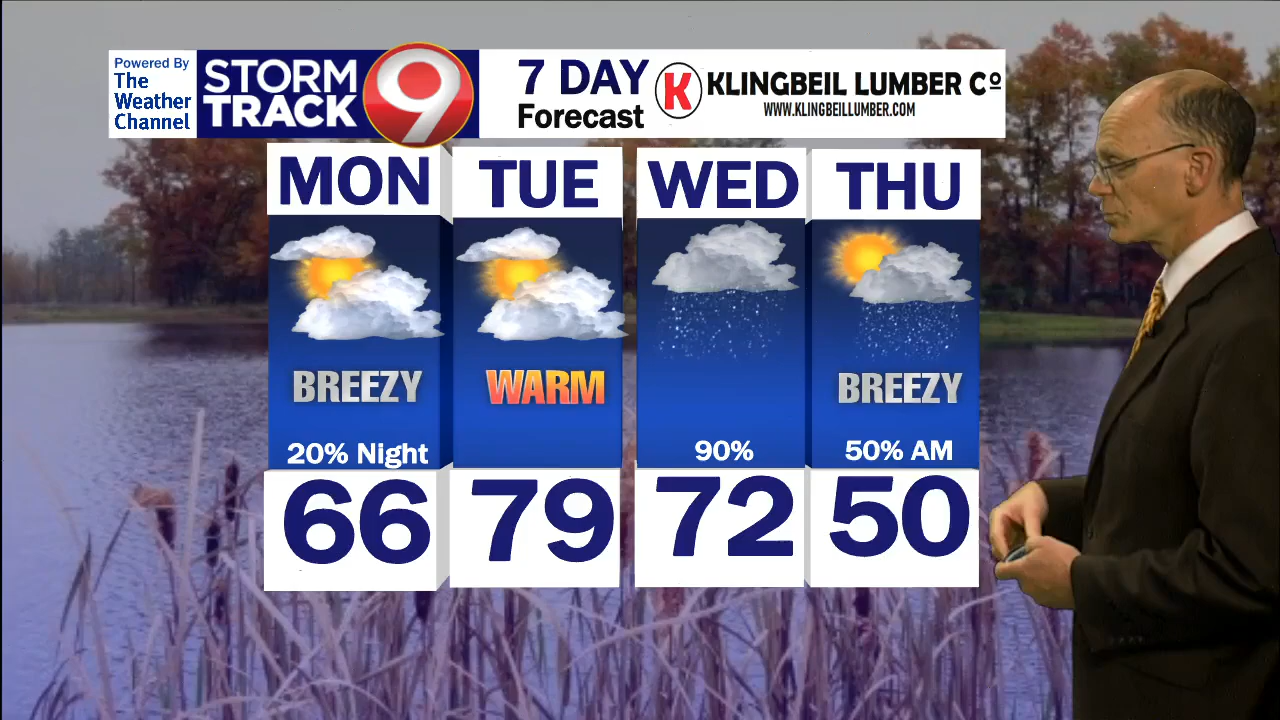 Powered By
The
Weather
Channel
STORM
TRACK
9
7 DAY
Forecast
K
KLINGBEIL LUMBER Cº
WWW.KLINGBEILLUMBER.COM
MON
TUE
WED
THU
BREEZY
WARM
BREEZY
20% Night
90%
50% AM
66
79
72
50